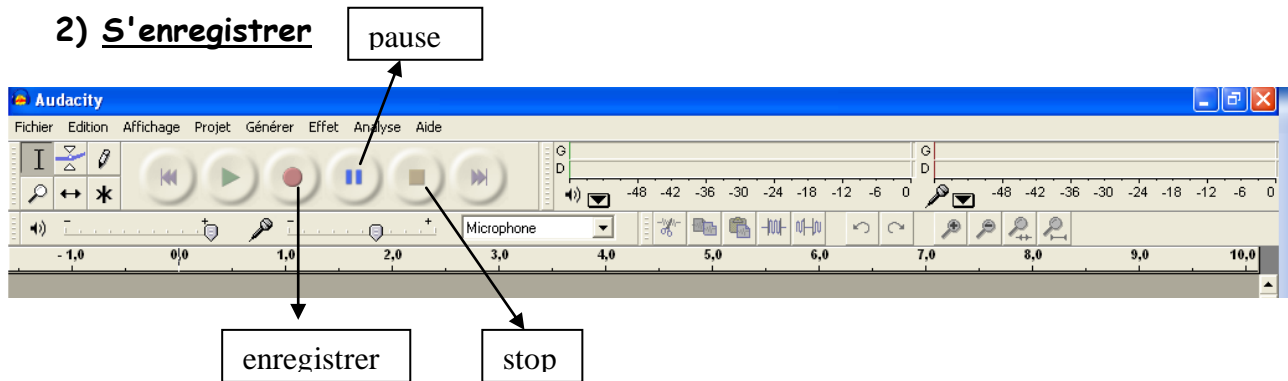 2) S'enregistrer
pause
Audacity
Fichier Edition Affichage Projet Générer Effet Analyse Aide
G
D
-48 -42 -36 -30 -24 -18 -12 -6 0
G
D
-48 -42 -36 -30 -24 -18 -12 -6 0
- + - + Microphone
- 1,0 0,0 1,0 2,0 3,0 4,0 5,0 6,0 7,0 8,0 9,0 10,0
enregistrer stop